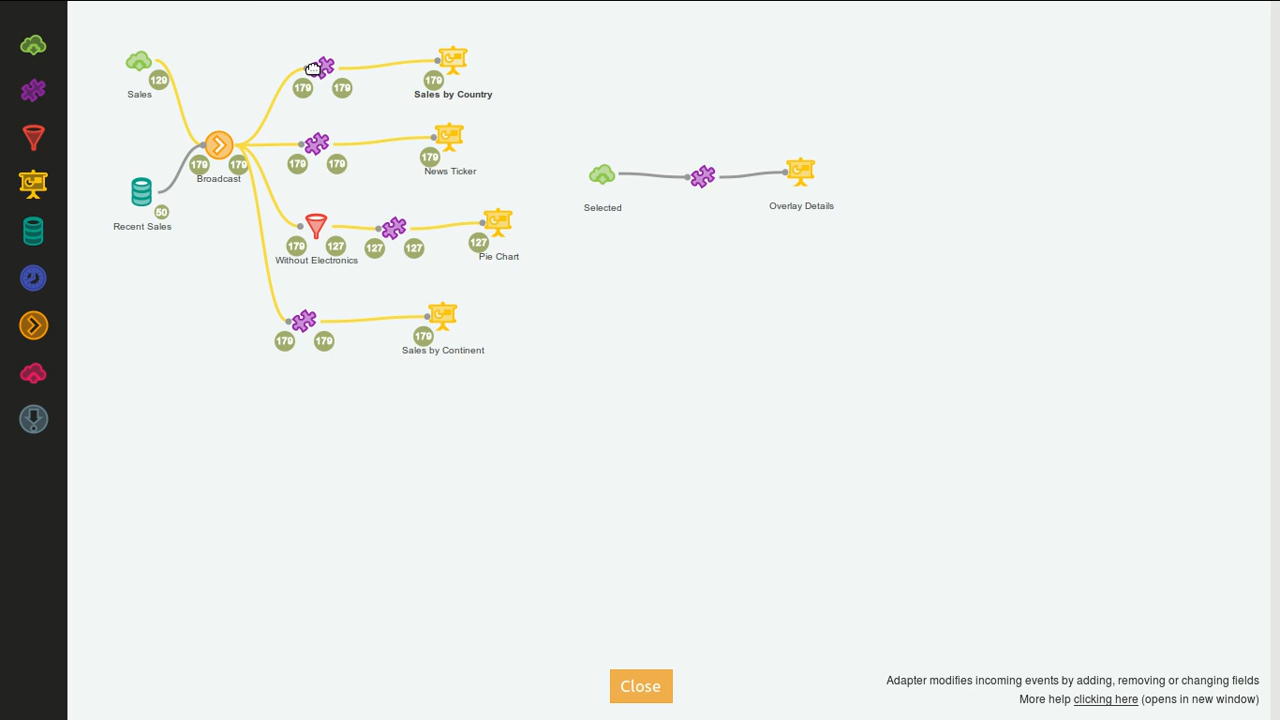 129
Sales
179 179
179
Sales by Country
179 179
Broadcast
179 179
179
News Ticker
50
Recent Sales
179 127
Without Electronics
127 127
127
Pie Chart
179 179
179
Sales by Continent
Selected
Overlay Details
Close
Adapter modifies incoming events by adding, removing or changing fields
More help clicking here (opens in new window)